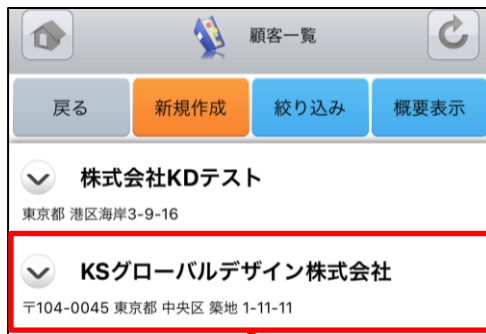 顧客一覧
戻る 新規作成 絞り込み 概要表示
株式会社KDテスト
東京都 港区海岸3-9-16
KSグローバルデザイン株式会社
〒104-0045 東京都 中央区 築地 1-11-11